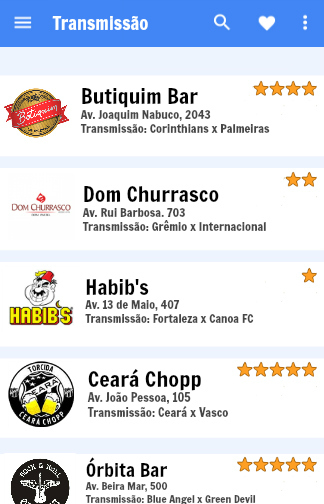 Transmissão
Butiquim
Butiquim Bar
Av. Joaquim Nabuco, 2043
Transmissão: Corinthians x Palmeiras
DOM CHURRASCO
Dom Churrasco
Av. Rui Barbosa. 703
Transmissão: Grêmio x Internacional
HABIB'S
Habib's
Av. 13 de Maio, 407
Transmissão: Fortaleza x Canoa FC
TORCIDA
CEARÁ
CEARÁ CHOPP
Ceará Chopp
Av. João Pessoa, 105
Transmissão: Ceará x Vasco
ROCK & ROLL
Órbita Bar
Av. Beira Mar, 500
Transmissão: Blue Angel x Green Devil